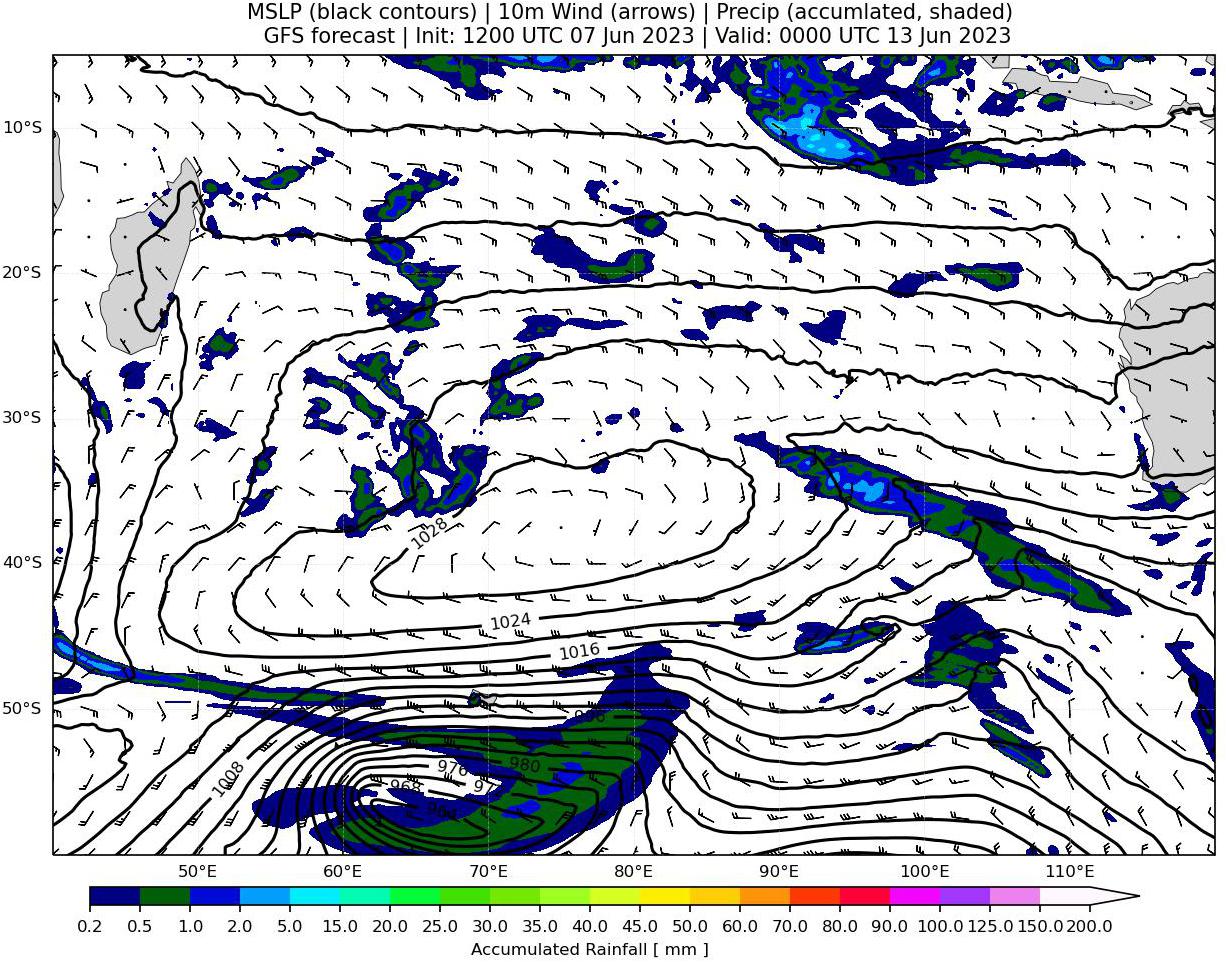 MSLP (black contours) | 10m Wind (arrows) | Precip (accumlated, shaded)
GFS forecast | Init: 1200 UTC 07 Jun 2023 | Valid: 0000 UTC 13 Jun 2023
10°S
20°S
30°S
1028
40°S
1024
1016
50°S
976
980
1008
968
50°E
60°E
70°E
80°E
90°E
100°E
110°E
0.2 0.5 1.0 2.0 5.0 15.0 20.0 25.0 30.0 35.0 40.0 45.0 50.0 60.0 70.0 80.0 90.0 100.0 125.0 150.0 200.0
Accumulated Rainfall [ mm ]